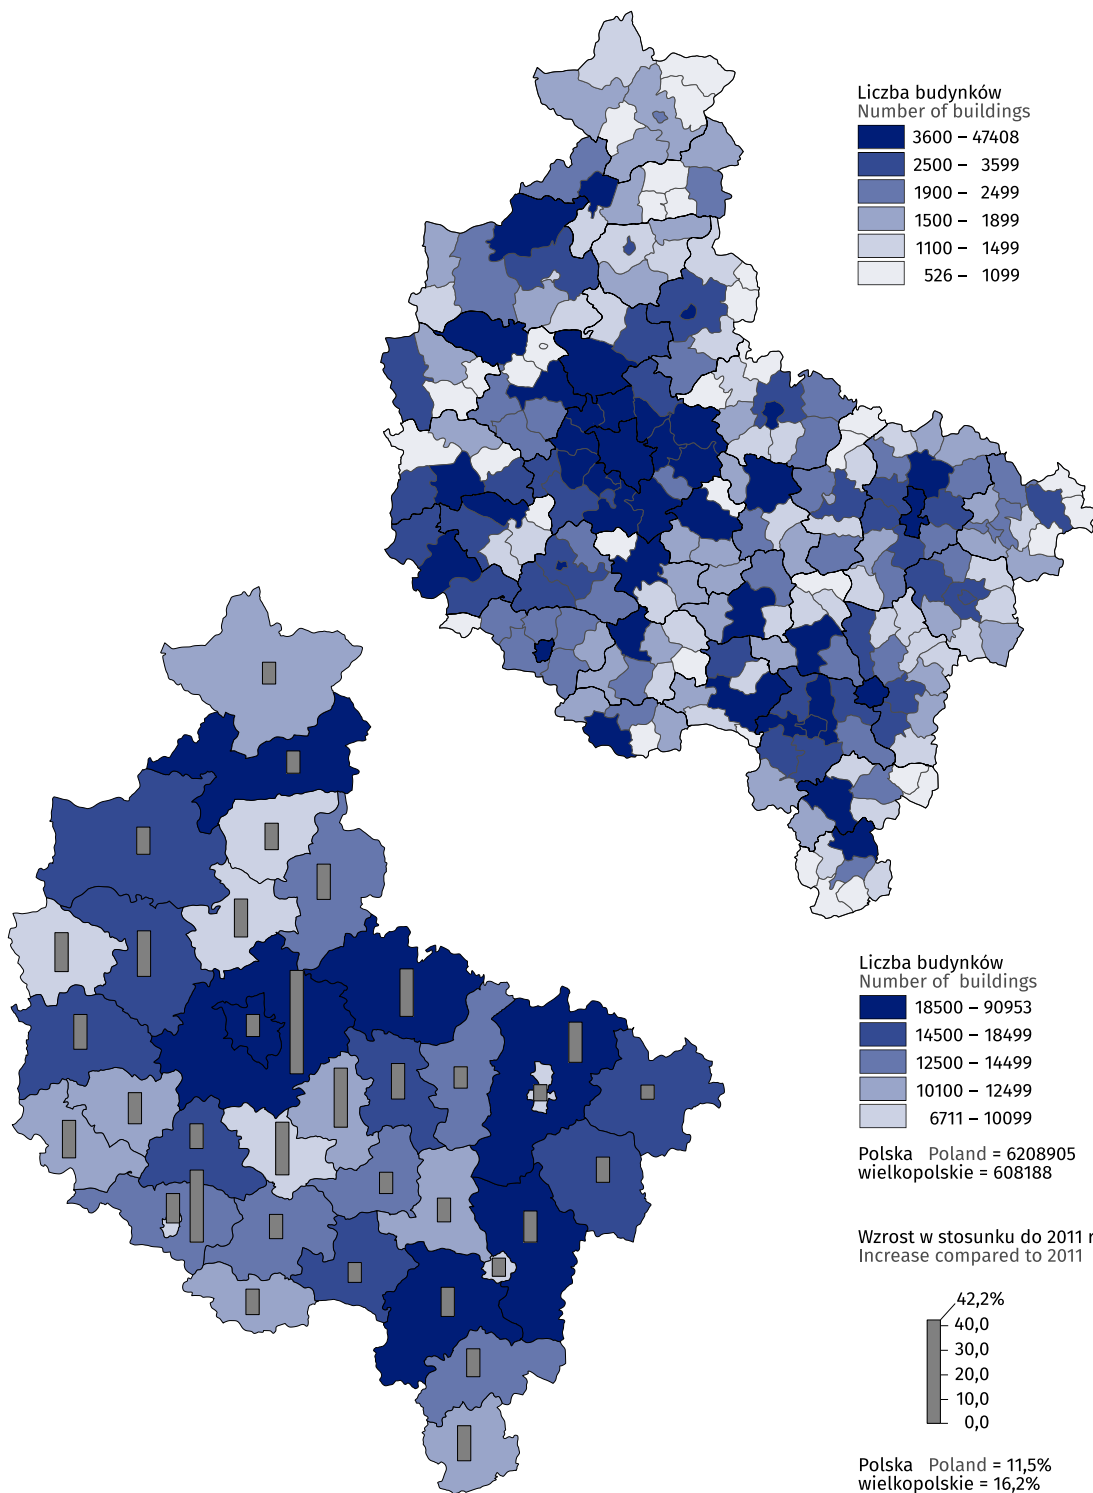 Liczba budynków
Number of buildings
3600 – 47408
2500 – 3599
1900 – 2499
1500 – 1899
1100 – 1499
526 – 1099
Liczba budynków
Number of buildings
18500 – 90953
14500 – 18499
12500 – 14499
10100 – 12499
6711 – 10099
Polska Poland = 6208905
wielkopolskie = 608188
Wzrost w stosunku do 2011 r
Increase compared to 2011
42,2%
40,0
30,0
20,0
10,0
0,0
Polska Poland = 11,5%
wielkopolskie = 16,2%